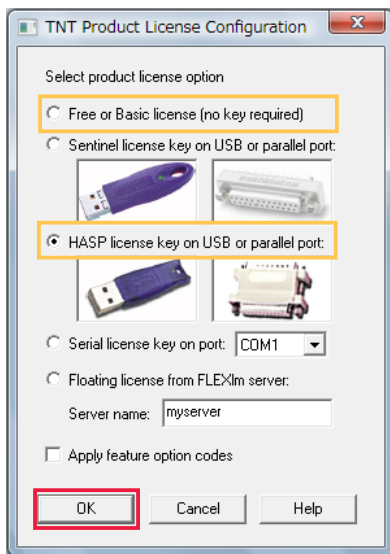 TNT Product License Configuration
Select product license option
Free or Basic license (no key required)
Sentinel license key on USB or parallel port:
HASP license key on USB or parallel port:
Serial license key on port: COM1
Floating license from FLEXlm server:
Server name: myserver
Apply feature option codes
OK Cancel Help